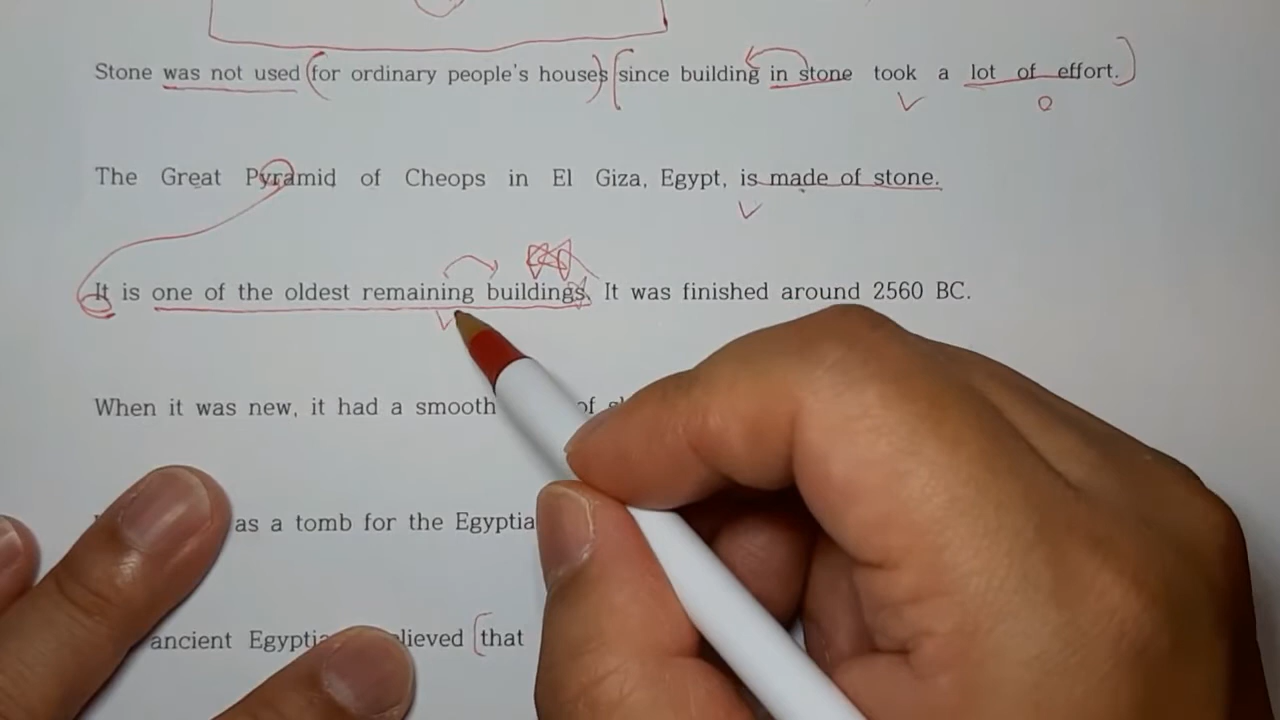 Stone was not used for ordinary people's houses since building in stone took a lot of effort.
The Great Pyramid of Cheops in El Giza, Egypt, is made of stone.
It is one of the oldest remaining buildings. It was finished around 2560 BC.
When it was new, it had a smooth of
as a tomb for the
ancient that